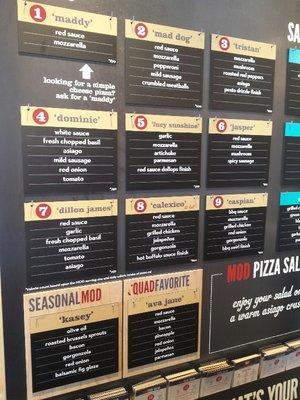 1 'maddy'
red sauce
mozzarella
looking for a simple
cheese pizza?
ask for a 'maddy'
2 'mad dog'
red sauce
mozzarella
pepperoni
mild sausage
crumbled meatballs
3 'tristan'
mozzarella
mushroom
roasted red peppers
asiago
pesto drizzle finish
4 'dominic'
white sauce
fresh chopped basil
asiago
mild sausage
red onion
tomato
5 'lucy sunshine'
garlic
mozzarella
artichoke
parmesan
red sauce dollops finish
6 'jasper'
red sauce
mozzarella
mushroom
spicy sausage
7 'dillon james'
red sauce
garlic
fresh chopped basil
mozzarella
tomato
asiago
8 'calexico'
red sauce
mozzarella
grilled chicken
jalapeños
gorgonzola
hot buffalo sauce finish
9 'caspian'
bbq sauce
mozzarella
grilled chicken
red onion
gorgonzola
bbq swirl finish
SEASONAL MOD
'kasey'
olive oil
roasted brussels sprouts
bacon
gorgonzola
red onion
balsamic fig glaze
QUAD FAVORITE
'ava jane'
red sauce
mozzarella
bacon
pineapple
red onion
jalapeños
parmesan
MOD PIZZA SAL
enjoy your salad o
a warm asiago crus
WHAT'S